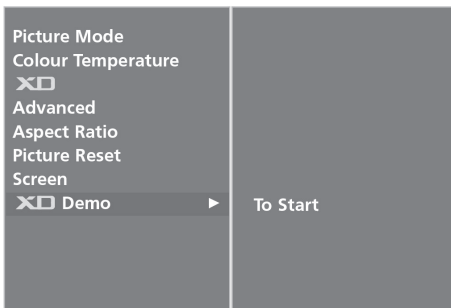 Picture Mode
Colour Temperature
XD
Advanced
Aspect Ratio
Picture Reset
Screen
XD Demo ►
To Start